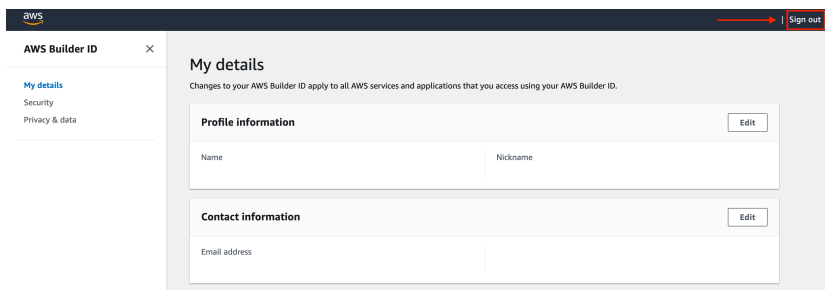 aws
| Sign out
AWS Builder ID
My details
Security
Privacy & data
My details
Changes to your AWS Builder ID apply to all AWS services and applications that you access using your AWS Builder ID.
Profile information
Edit
Name
Nickname
Contact information
Edit
Email address